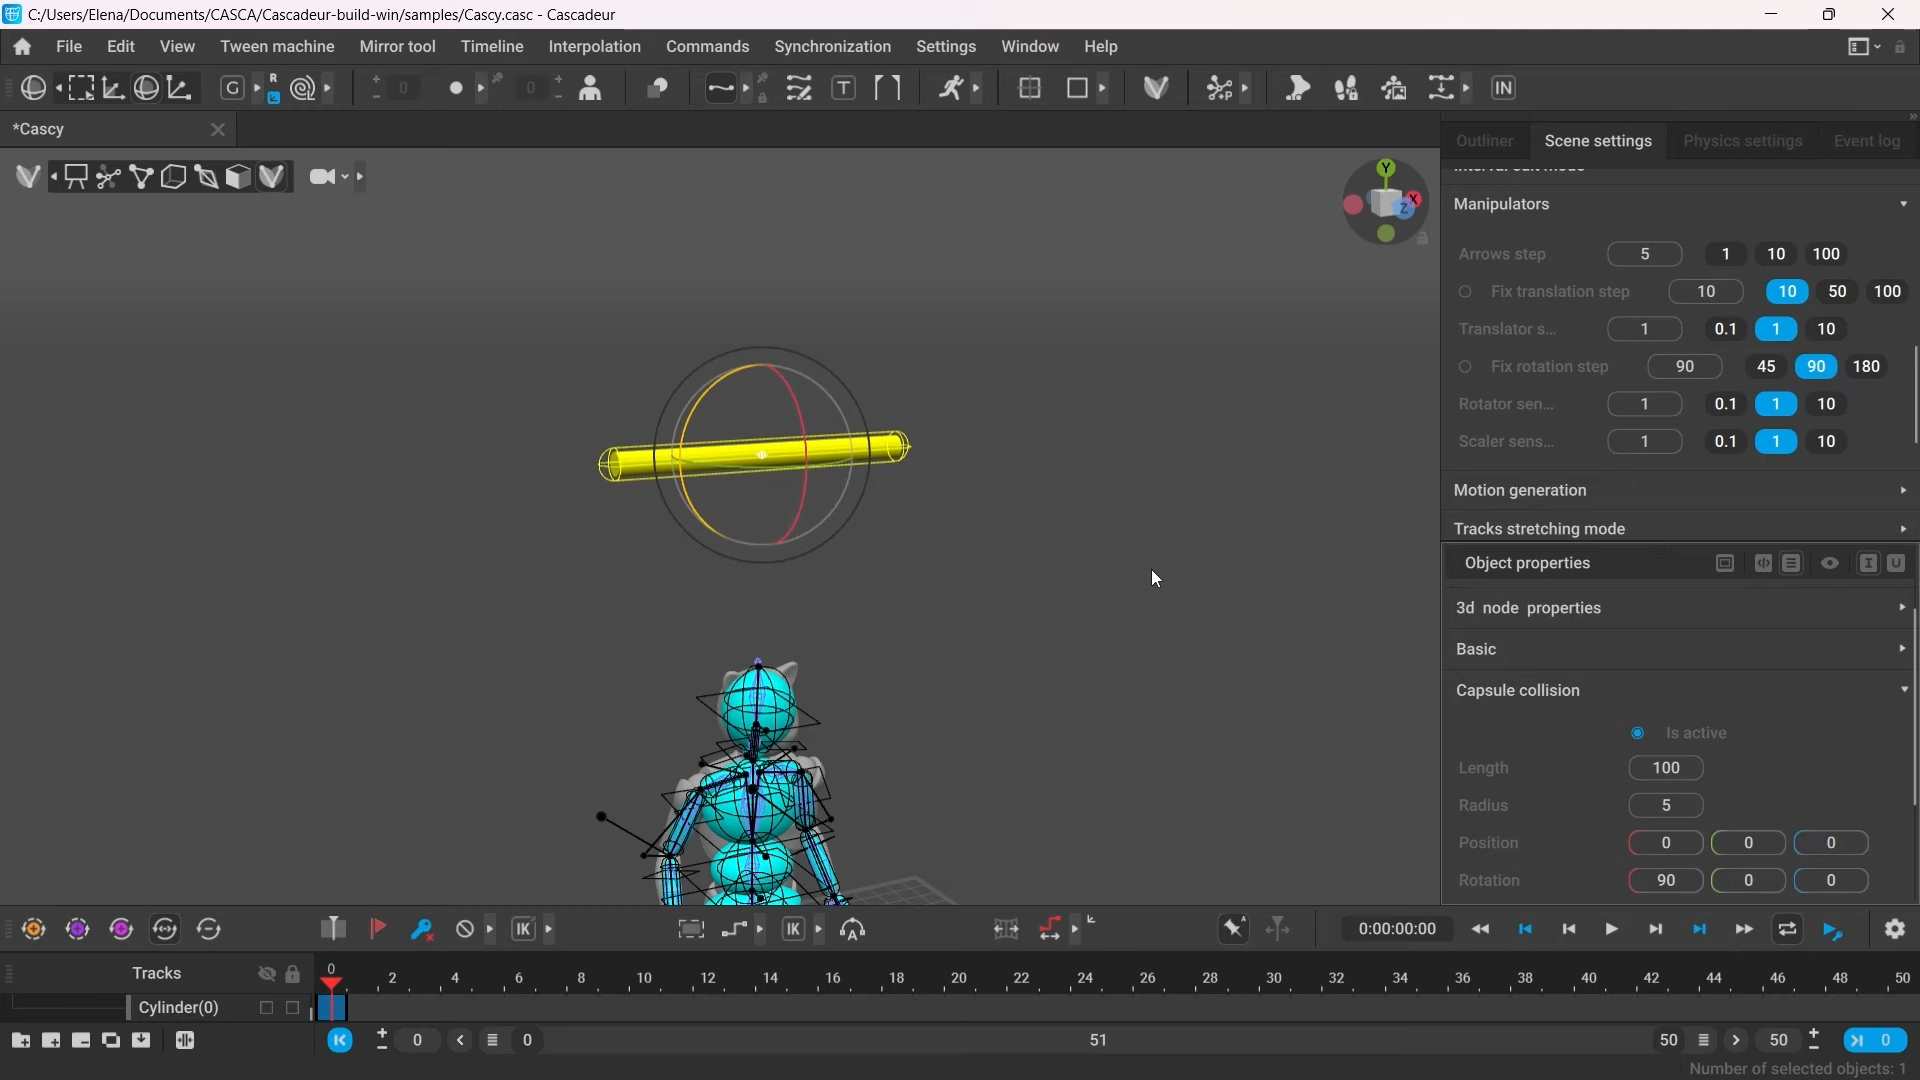 C:/Users/Elena/Documents/CASCA/Cascadeur-build-win/samples/Cascy.casc - Cascadeur
File Edit View Tween machine Mirror tool Timeline Interpolation Commands Synchronization Settings Window Help
G R 0 0 T P IN
*Cascy
Outliner Scene settings Physics settings Event log
Y X Z
Manipulators
Arrows step 5 1 10 100
Fix translation step 10 10 50 100
Translator s... 1 0.1 1 10
Fix rotation step 90 45 90 180
Rotator sen... 1 0.1 1 10
Scaler sens... 1 0.1 1 10
Motion generation
Tracks stretching mode
Object properties I U
3d node properties
Basic
Capsule collision
Is active
Length 100
Radius 5
Position 0 0 0
Rotation 90 0 0
IK IK A 0:00:00:00
Tracks 0 2 4 6 8 10 12 14 16 18 20 22 24 26 28 30 32 34 36 38 40 42 44 46 48 50
Cylinder(0)
0 0 51 50 50 0
Number of selected objects: 1